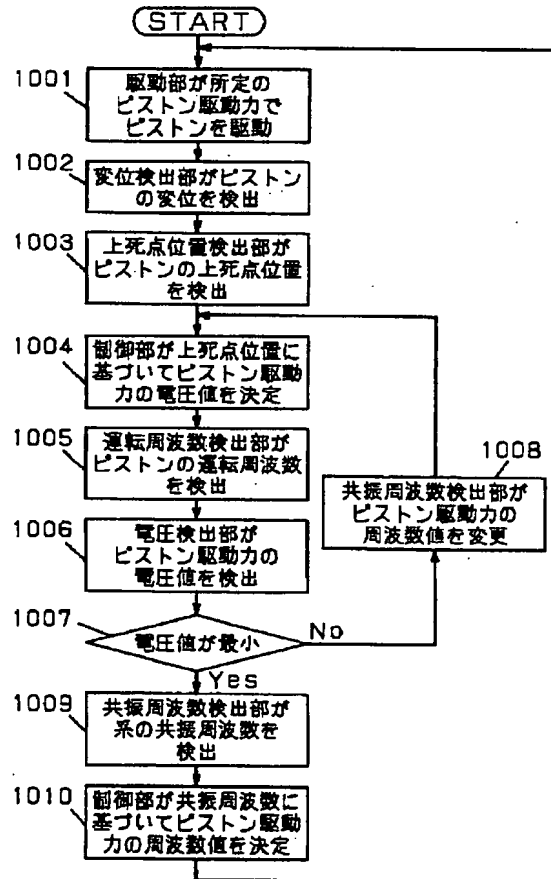 START
1001
駆動部が所定の
ピストン駆動力で
ピストンを駆動
1002
変位検出部がピストン
の変位を検出
1003
上死点位置検出部が
ピストンの上死点位置
を検出
1004
制御部が上死点位置に
基づいてピストン駆動
力の電圧値を決定
1005
運転周波数検出部が
ピストンの運転周波数
を検出
1006
電圧検出部が
ピストン駆動力の
電圧値を検出
1007
電圧値が最小
No
1008
共振周波数検出部が
ピストン駆動力の
周波数値を変更
Yes
1009
共振周波数検出部が
系の共振周波数を
検出
1010
制御部が共振周波数に
基づいてピストン駆動
力の周波数値を決定